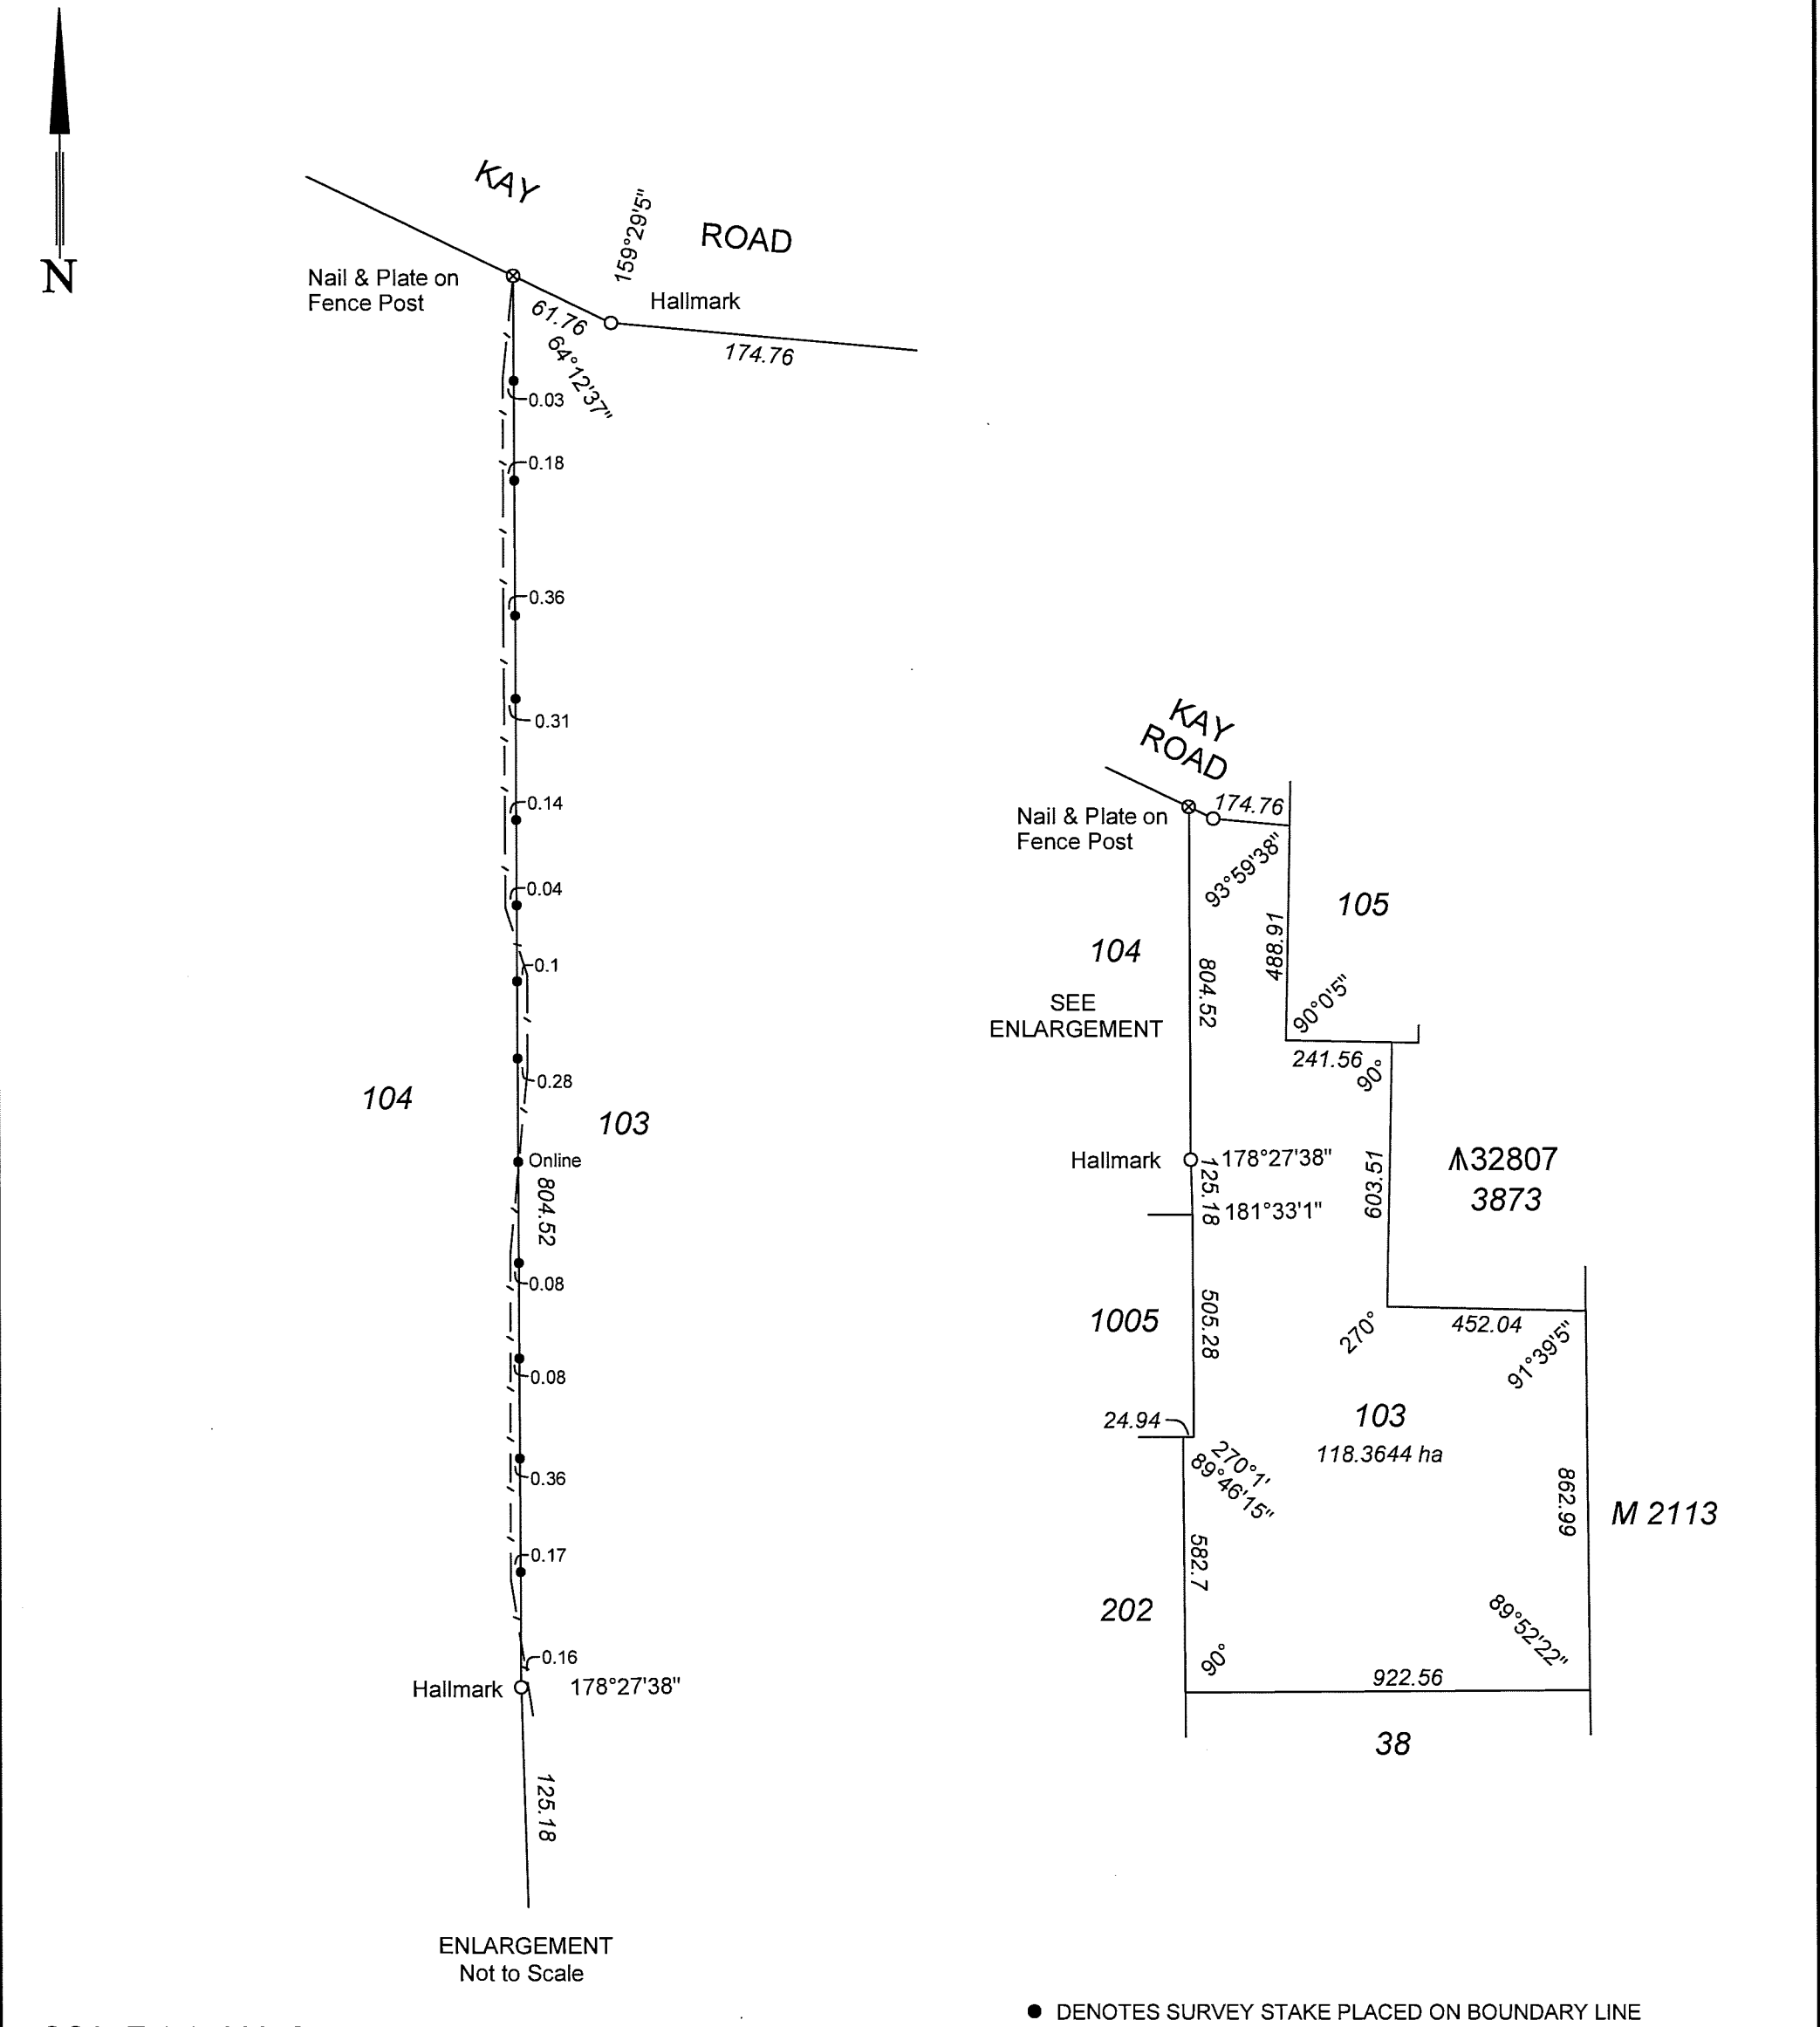 N
KAY
ROAD
159°29'5"
Nail & Plate on
Fence Post
Hallmark
61.76
174.76
64°12'37"
0.03
0.18
0.36
0.31
0.14
0.04
0.1
0.28
104
103
Online
804.52
0.08
0.08
0.36
0.17
0.16
Hallmark
178°27'38"
125.18
ENLARGEMENT
Not to Scale
KAY
ROAD
174.76
Nail & Plate on
Fence Post
93°59'38"
105
104
488.91
804.52
SEE
ENLARGEMENT
90°0'5"
241.56
90°
Hallmark
178°27'38"
125.18
181°33'1"
603.51
32807
3873
1005
505.28
270°
452.04
91°39'5"
24.94
270°1'
89°46'15"
103
118.3644 ha
862.99
M 2113
582.7
202
89°52'22"
90°
922.56
38
DENOTES SURVEY STAKE PLACED ON BOUNDARY LINE